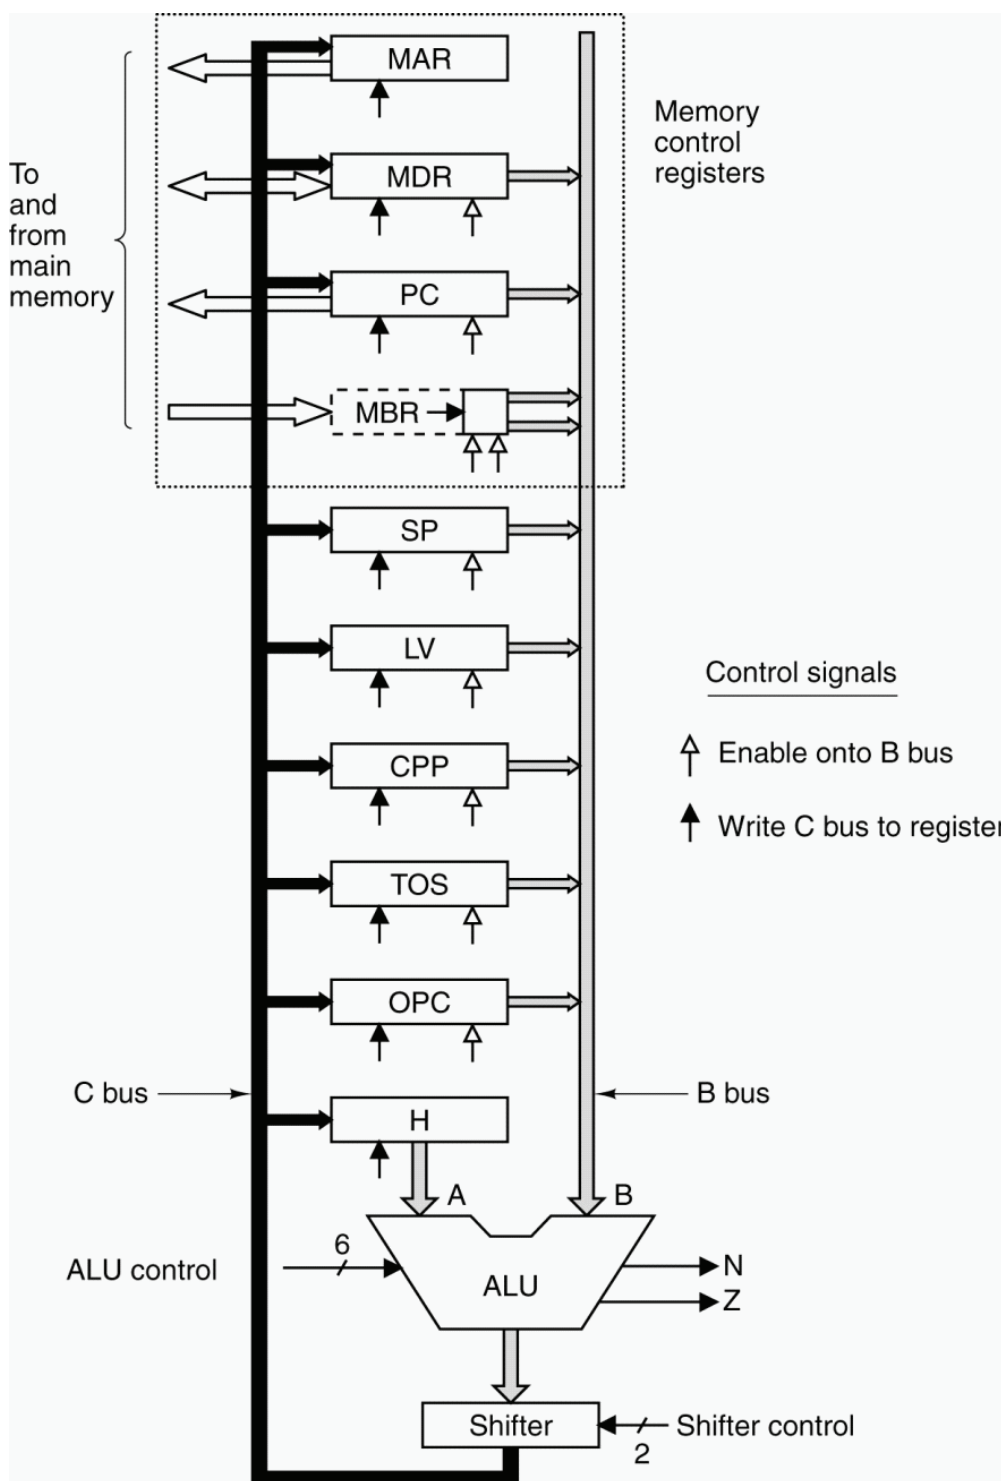 MAR
Memory
control
registers
To
and
from
main
memory
MDR
PC
MBR
SP
LV
Control signals
CPP
Enable onto B bus
Write C bus to register
TOS
OPC
C bus
B bus
H
A
B
6
ALU control
N
ALU
Z
Shifter
Shifter control
2